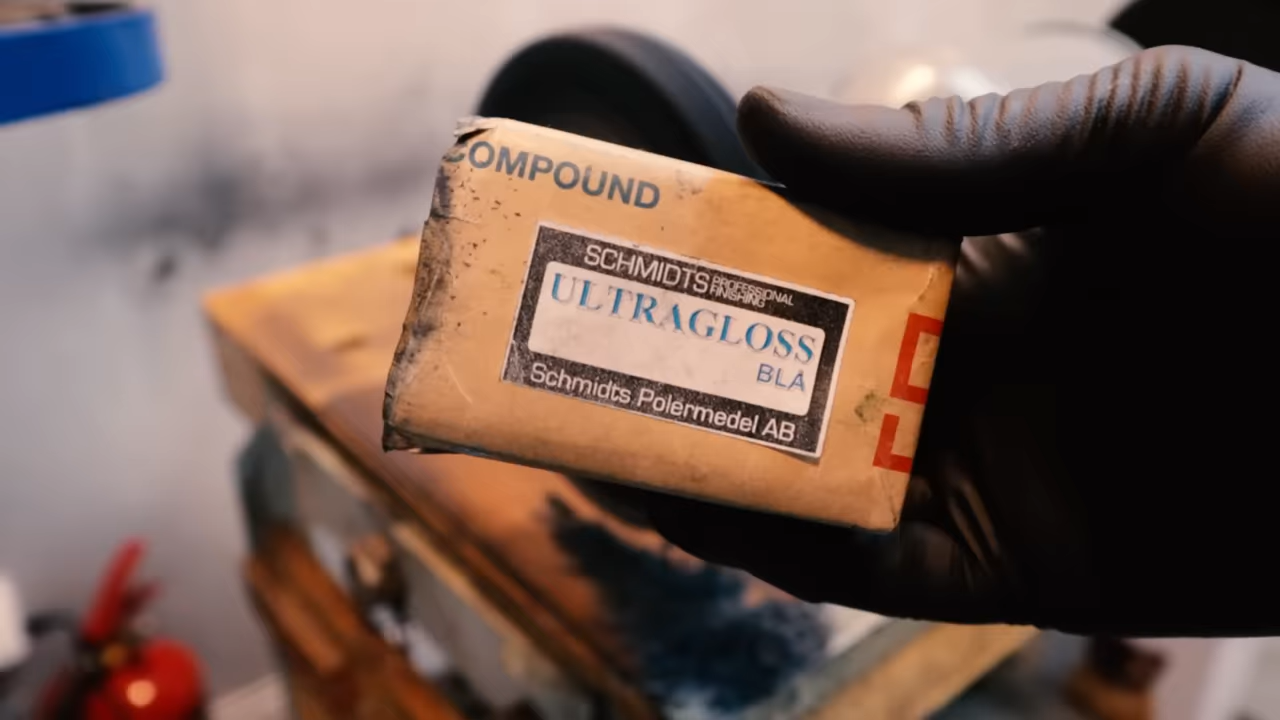 COMPOUND
SCHMIDTS PROFESSIONAL FINISHING
ULTRAGLOSS
BLÅ
Schmidts Polermedel AB